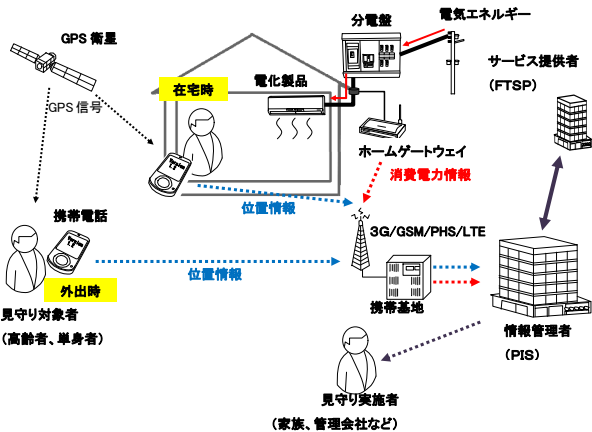 GPS 衛星
分電盤
電気エネルギー
サービス提供者
（FTSP）
在宅時
電化製品
GPS 信号
ホームゲートウェイ
消費電力情報
位置情報
携帯電話
3G/GSM/PHS/LTE
位置情報
外出時
携帯基地
見守り対象者
（高齢者、単身者）
情報管理者
（PIS）
見守り実施者
（家族、管理会社など）